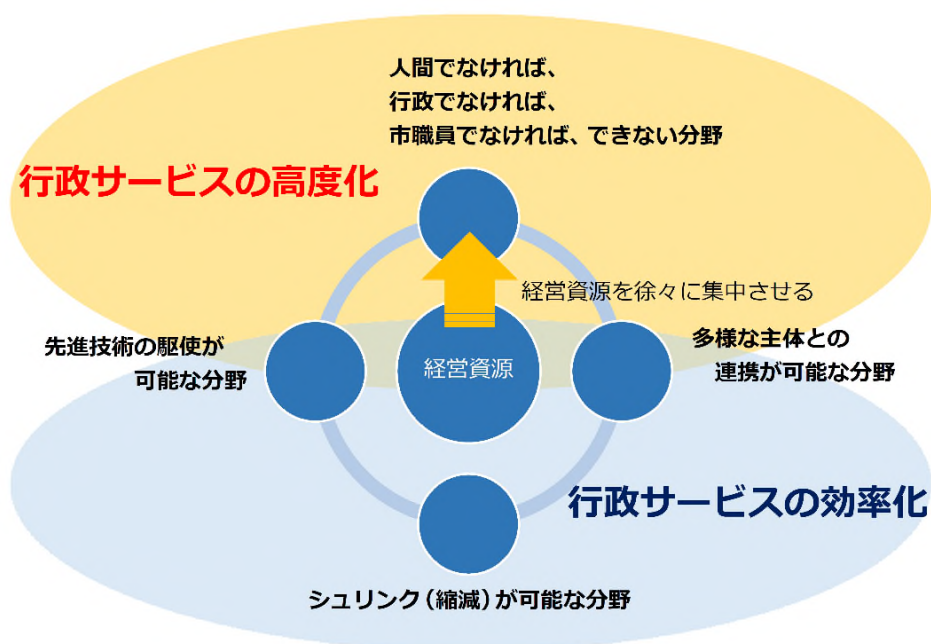 人間でなければ、
行政でなければ、
市職員でなければ、できない分野
行政サービスの高度化
経営資源を徐々に集中させる
先進技術の駆使が
可能な分野
経営資源
多様な主体との
連携が可能な分野
行政サービスの効率化
シュリンク（縮減）が可能な分野